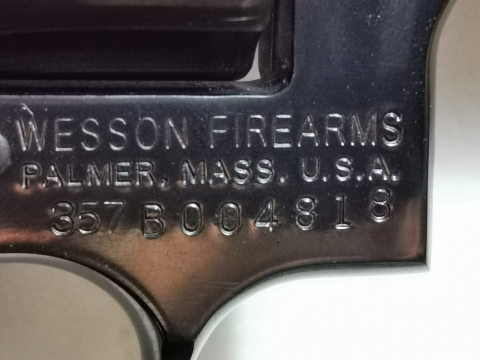 WESSON FIREARMS
PALMER, MASS. U.S.A.
357 B004818